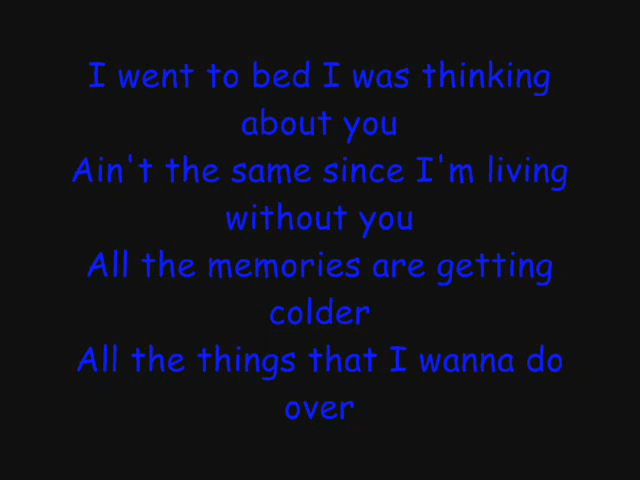 I went to bed I was thinking
about you
Ain't the same since I'm living
without you
All the memories are getting
colder
All the things that I wanna do
over